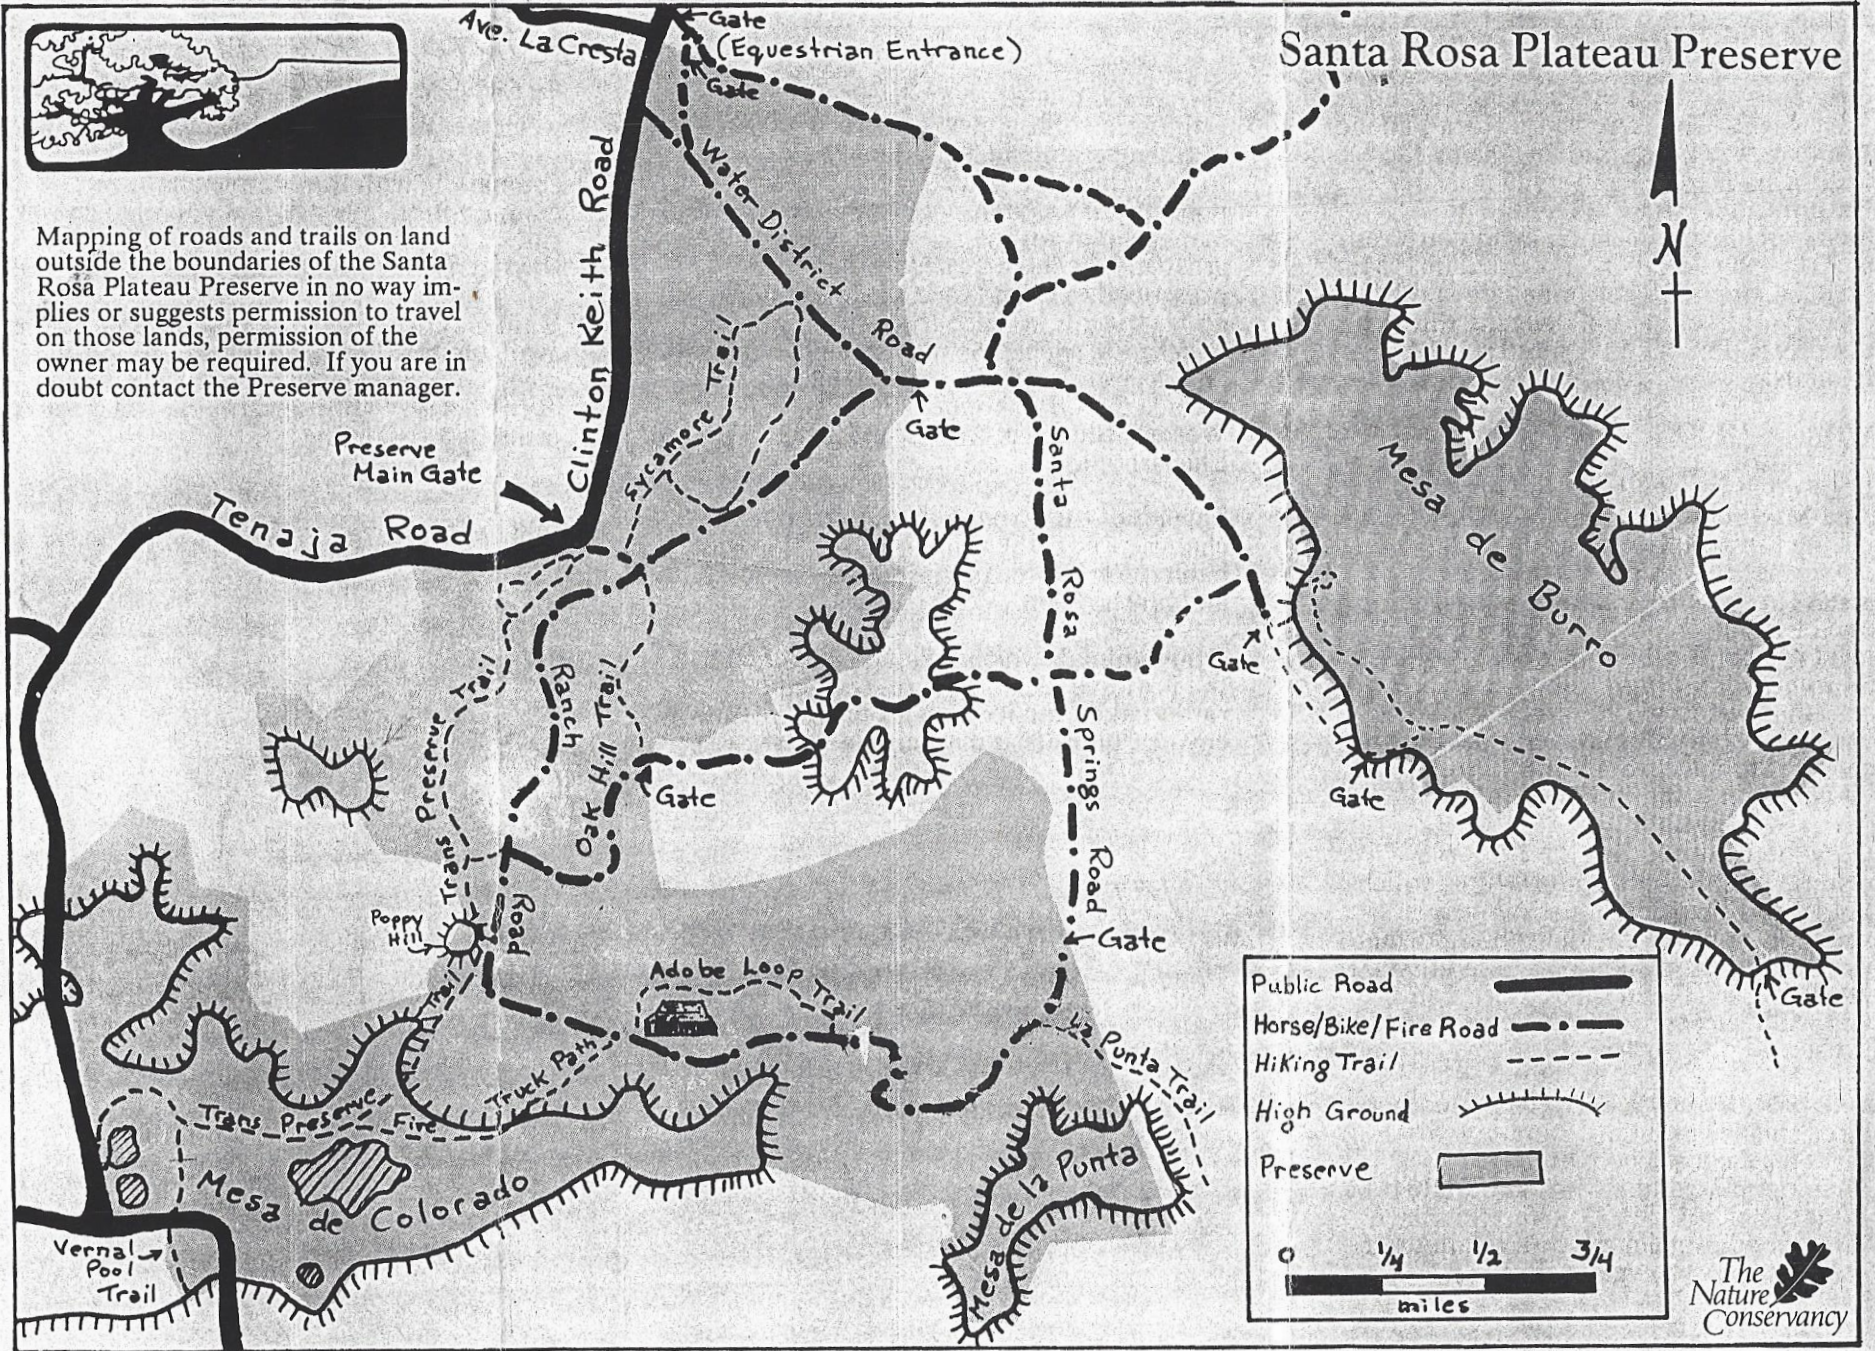 Santa Rosa Plateau Preserve
Ave. La Cresta
Gate
(Equestrian Entrance)
Gate
Mapping of roads and trails on land
outside the boundaries of the Santa
Rosa Plateau Preserve in no way im-
plies or suggests permission to travel
on those lands, permission of the
owner may be required. If you are in
doubt contact the Preserve manager.
Clinton Keith Road
Water District Road
N
Preserve
Main Gate
Tenaja Road
Sycamore Trail
Gate
Santa Rosa Springs Road
Mesa de Burro
Gate
Gate
Gate
Trans Preserve Trail
Ranch Road
Oak Hill Trail
Gate
Poppy
Hill
Trail
Adobe Loop Trail
Gate
La Punta Trail
Truck Path
Trans Preserve
Fire
Mesa de Colorado
Mesa de la Punta
Vernal
Pool
Trail
Public Road
Horse/Bike/Fire Road
Hiking Trail
High Ground
Preserve
0 1/4 1/2 3/4
miles
The
Nature
Conservancy